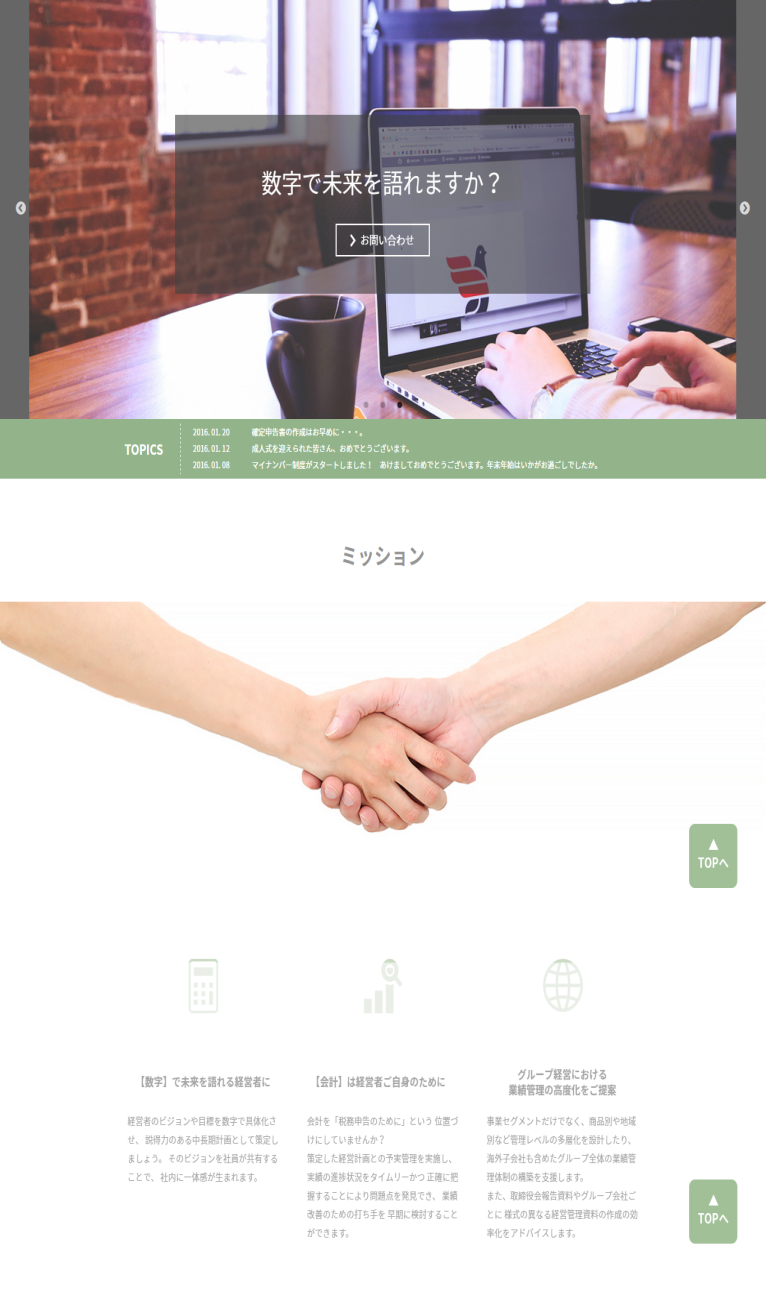 数字で未来を語れますか？
❯ お問い合わせ
TOPICS
2016.01.20 確定申告書の作成はお早めに・・・。
2016.01.12 成人式を迎えられた皆さん、おめでとうございます。
2016.01.08 マイナンバー制度がスタートしました！ あけましておめでとうございます。年末年始はいかがお過ごしでしたか。
ミッション
▲
TOPへ
【数字】で未来を語れる経営者に
経営者のビジョンや目標を数字で具体化さ
せ、 説得力のある中長期計画として策定し
ましょう。 そのビジョンを社員が共有する
ことで、 社内に一体感が生まれます。
【会計】は経営者ご自身のために
会計を「税務申告のために」という 位置づ
けにしていませんか？
策定した経営計画との予実管理を実施し、
実績の進捗状況をタイムリーかつ 正確に把
握することにより問題点を発見でき、 業績
改善のための打ち手を 早期に検討すること
ができます。
グループ経営における
業績管理の高度化をご提案
事業セグメントだけでなく、商品別や地域
別など管理レベルの多層化を設計したり、
海外子会社も含めたグループ全体の業績管
理体制の構築を支援します。
また、取締役会報告資料やグループ会社ご
とに 様式の異なる経営管理資料の作成の効
率化をアドバイスします。
▲
TOPへ